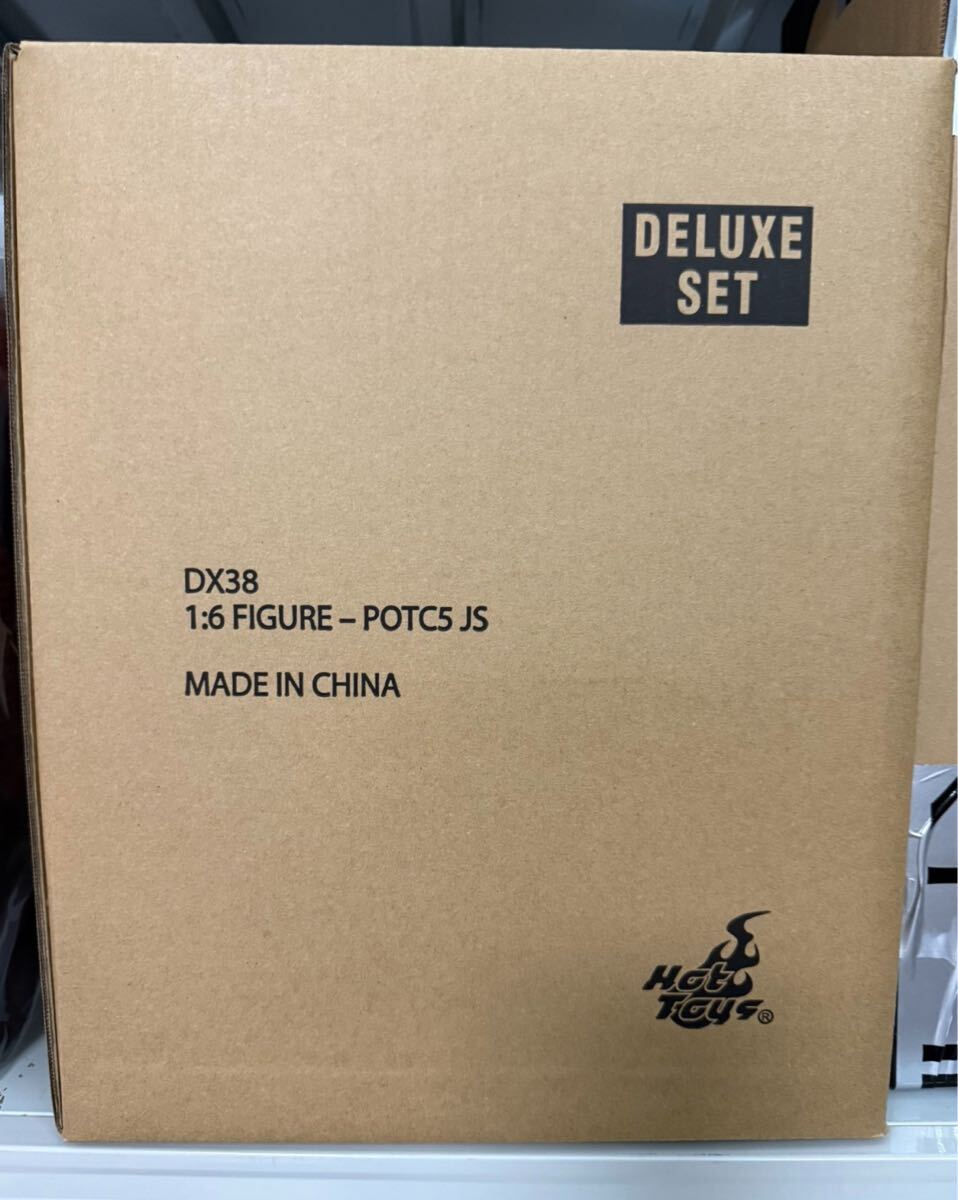 DELUXE
SET
DX38
1:6 FIGURE – POTC5 JS
MADE IN CHINA
Hot
Toys®